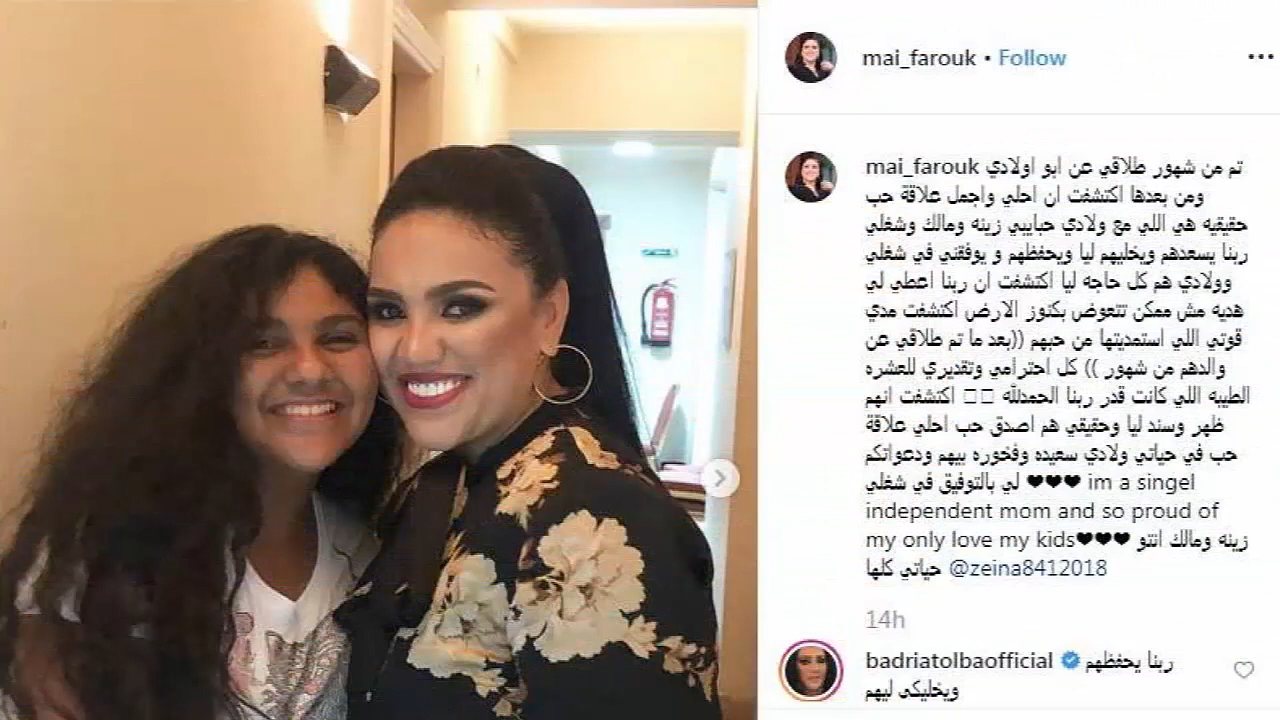 mai_farouk • Follow
mai_farouk تم من شهور طلاقي عن ابو اولادي
ومن بعدها اكتشفت ان احلي واجمل علاقة حب
حقيقيه هي اللي مع ولادي حبايبي زينه ومالك وشغلي
ربنا يسعدهم ويخليهم ليا ويحفظهم و يوفقني في شغلي
وولادي هم كل حاجه ليا اكتشفت ان ربنا اعطي لي
هديه مش ممكن تتعوض بكتوز الارض اكتشفت مدي
قوتي اللي استمديتها من حبهم ((بعد ما تم طلاقي عن
والدهم من شهور )) كل احترامي وتقديري للعشره
الطيبه اللي كانت قدر ربنا الحمدلله □□ اكتشفت انهم
ظهر وسند ليا وحقيقي هم اصدق حب احلي علاقة
حب في حياتي ولادي سعيده وفخوره بيهم ودعواتكم
لي بالتوفيق في شغلي ❤❤❤ im a singel
independent mom and so proud of
my only love my kids❤❤❤ زينه ومالك انتو
حياتي كلها @zeina8412018
14h
badriatolbaofficial ربنا يحفظهم
ويخليكى ليهم